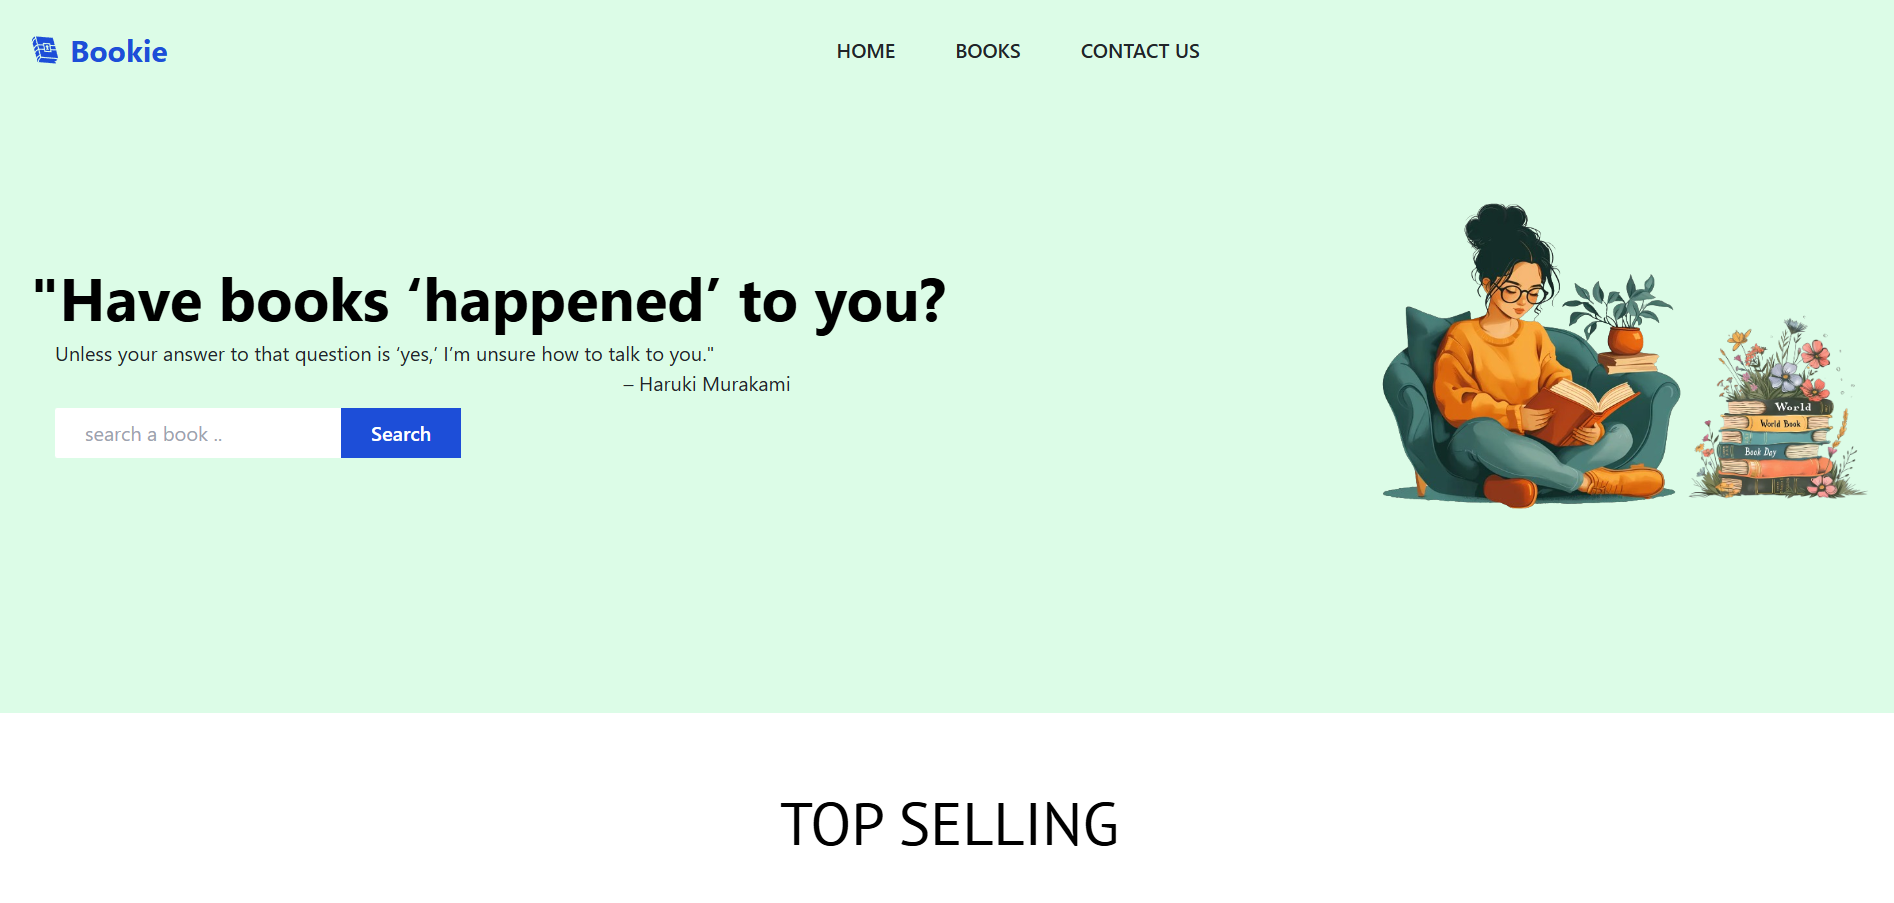 Bookie
HOME BOOKS CONTACT US
"Have books ‘happened’ to you?
Unless your answer to that question is ‘yes,’ I’m unsure how to talk to you."
– Haruki Murakami
search a book ..
Search
World
World Book
Book Day
TOP SELLING